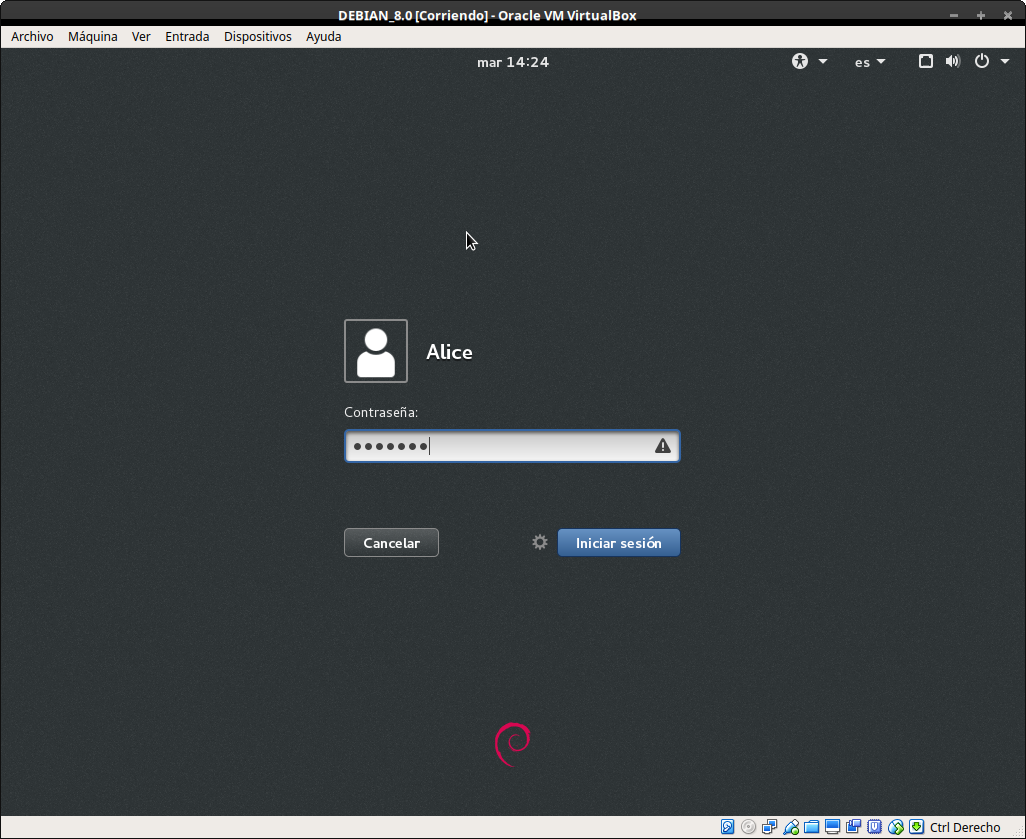 DEBIAN_8.0 [Corriendo] - Oracle VM VirtualBox
Archivo Máquina Ver Entrada Dispositivos Ayuda
mar 14:24 es
Alice
Contraseña:
Cancelar Iniciar sesión
Ctrl Derecho